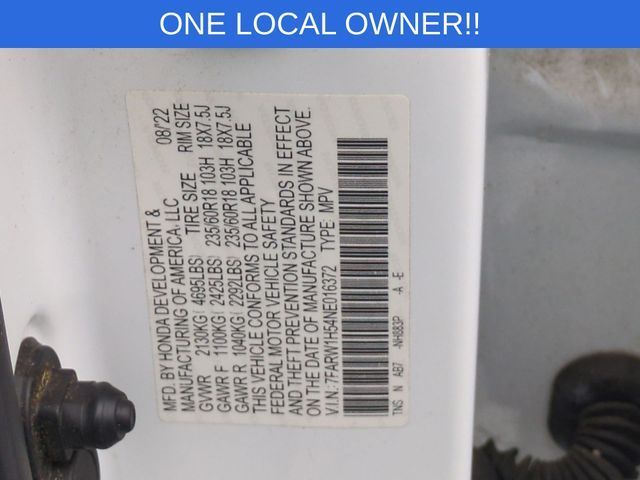 ONE LOCAL OWNER!!
MFD. BY HONDA DEVELOPMENT & 08/22
MANUFACTURING OF AMERICA, LLC
TIRE SIZE RIM SIZE
GVWR 2130KG( 4695LBS)
GAWR F 1100KG( 2425LBS) 235/60R18 103H 18X7.5J
GAWR R 1040KG( 2292LBS) 235/60R18 103H 18X7.5J
THIS VEHICLE CONFORMS TO ALL APPLICABLE
FEDERAL MOTOR VEHICLE SAFETY
AND THEFT PREVENTION STANDARDS IN EFFECT
ON THE DATE OF MANUFACTURE SHOWN ABOVE.
V.I.N.: 7FARW1H54NE016372 TYPE: MPV
TNS N AB7 -NH883P -A -E